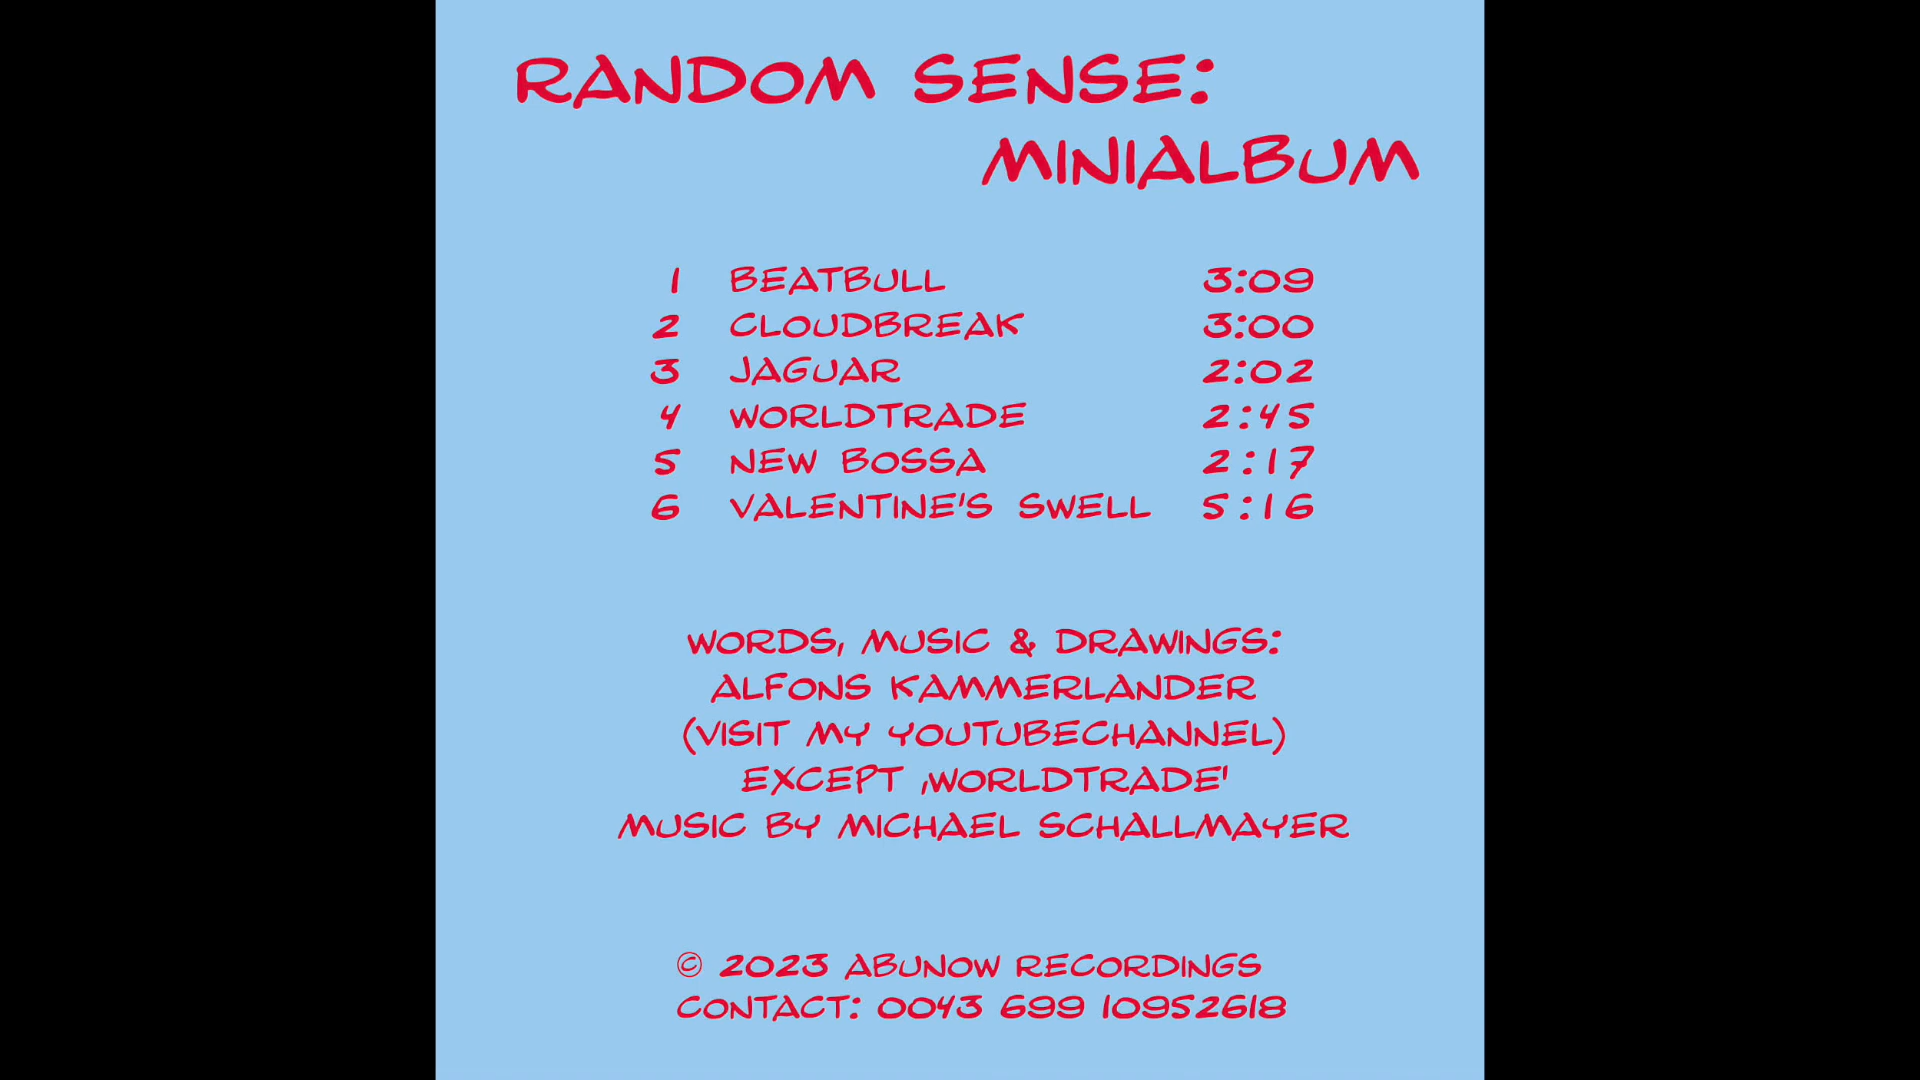 RANDOM SENSE:
MINIALBUM
1 BEATBULL 3:09
2 CLOUDBREAK 3:00
3 JAGUAR 2:02
4 WORLDTRADE 2:45
5 NEW BOSSA 2:17
6 VALENTINE'S SWELL 5:16
WORDS, MUSIC & DRAWINGS:
ALFONS KAMMERLANDER
(VISIT MY YOUTUBECHANNEL)
EXCEPT ‚WORLDTRADE'
MUSIC BY MICHAEL SCHALLMAYER
© 2023 ABUNOW RECORDINGS
CONTACT: 0043 699 10952618